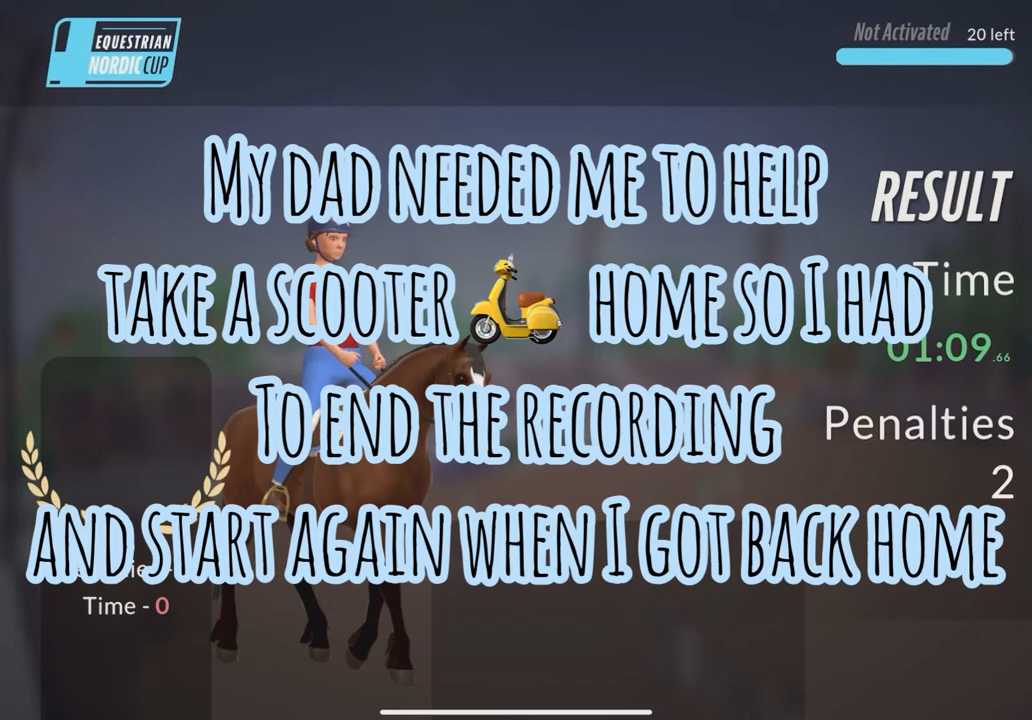 EQUESTRIAN
NORDIC CUP
Not Activated 20 left
MY DAD NEEDED ME TO HELP
TAKE A SCOOTER 🛵 HOME SO I HAD
TO END THE RECORDING
AND START AGAIN WHEN I GOT BACK HOME
RESULT
Time
01:09.66
Penalties
2
Time - 0